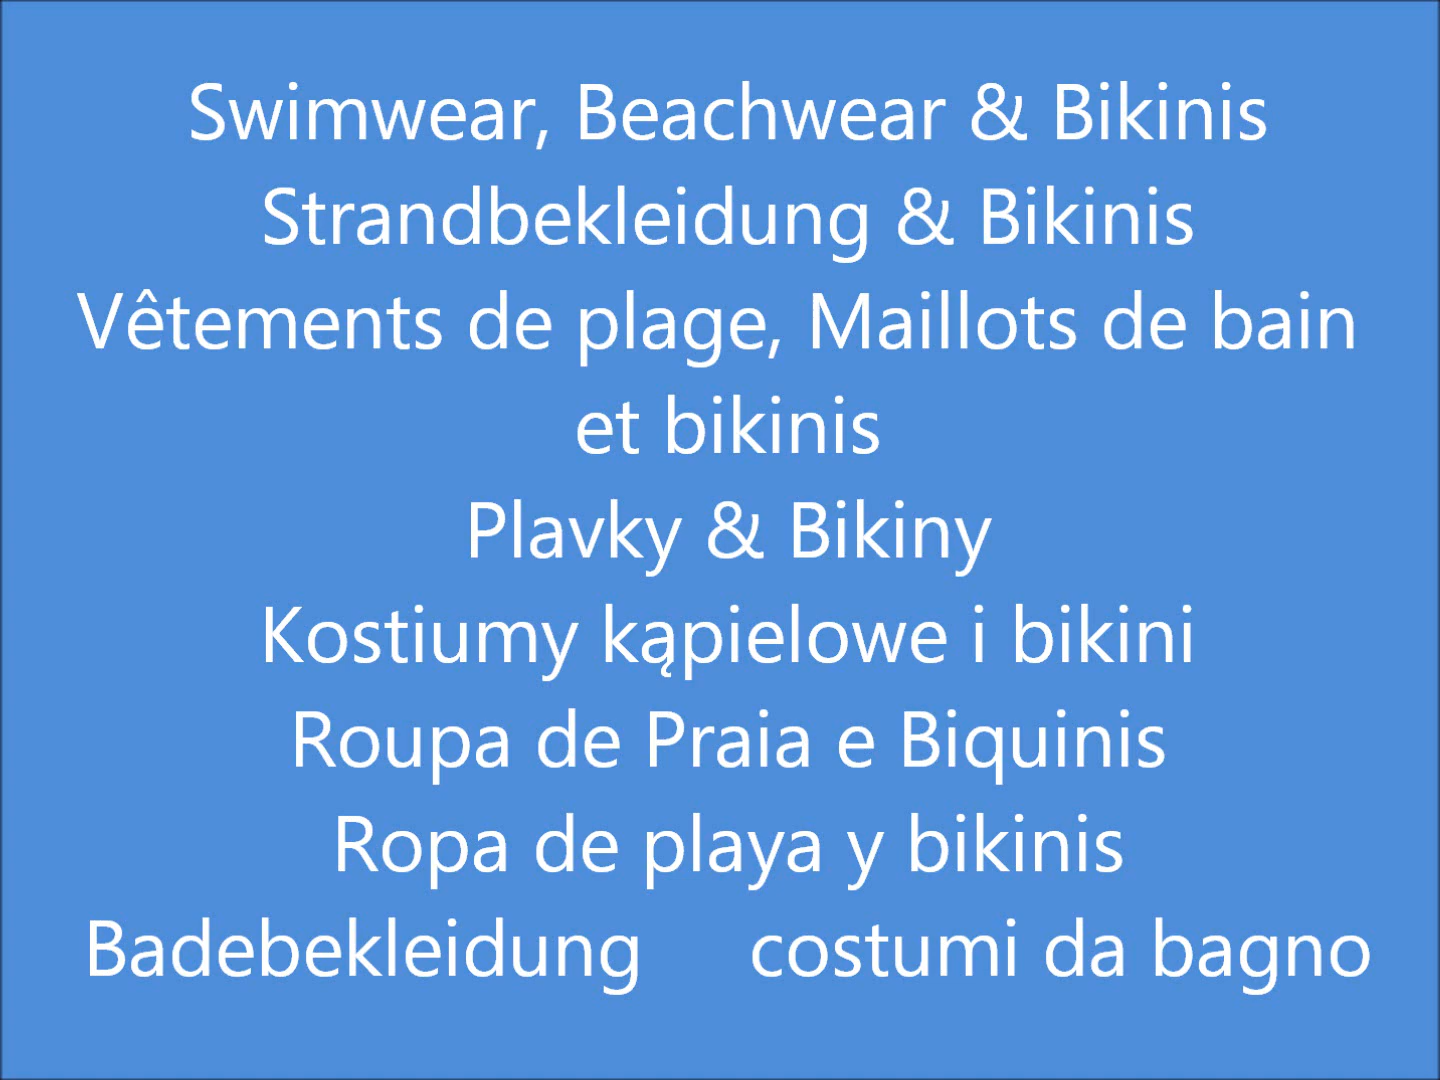 Swimwear, Beachwear & Bikinis
Strandbekleidung & Bikinis
Vêtements de plage, Maillots de bain
et bikinis
Plavky & Bikiny
Kostiumy kąpielowe i bikini
Roupa de Praia e Biquinis
Ropa de playa y bikinis
Badebekleidung costumi da bagno